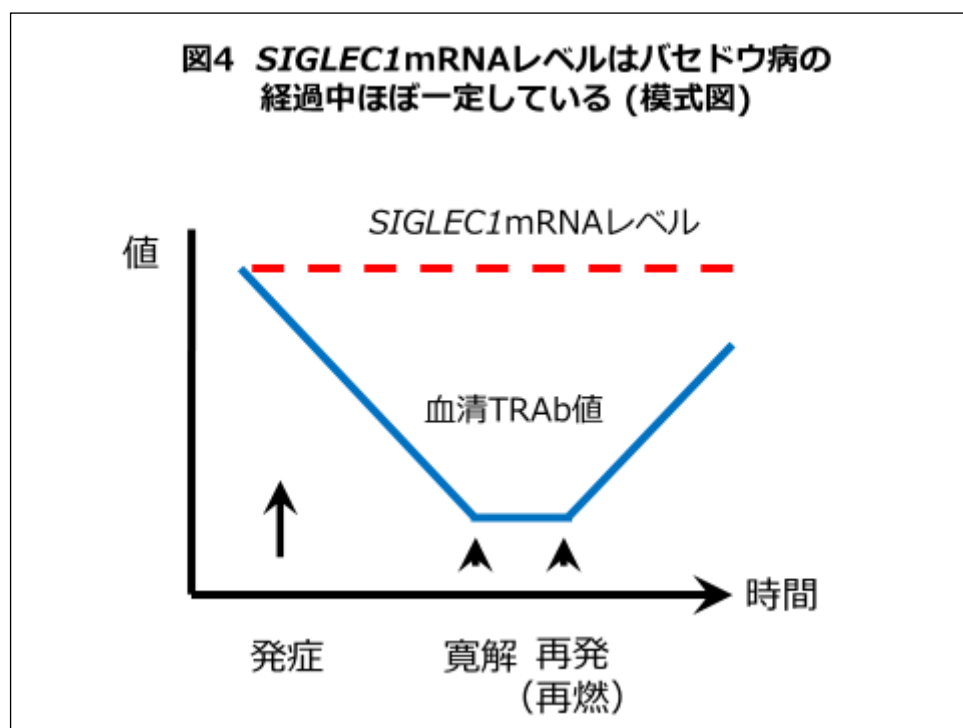 図4 SIGLEC1mRNAレベルはバセドウ病の
経過中ほぼ一定している (模式図)
SIGLEC1mRNAレベル
値
血清TRAb値
時間
発症
寛解
再発
(再燃)